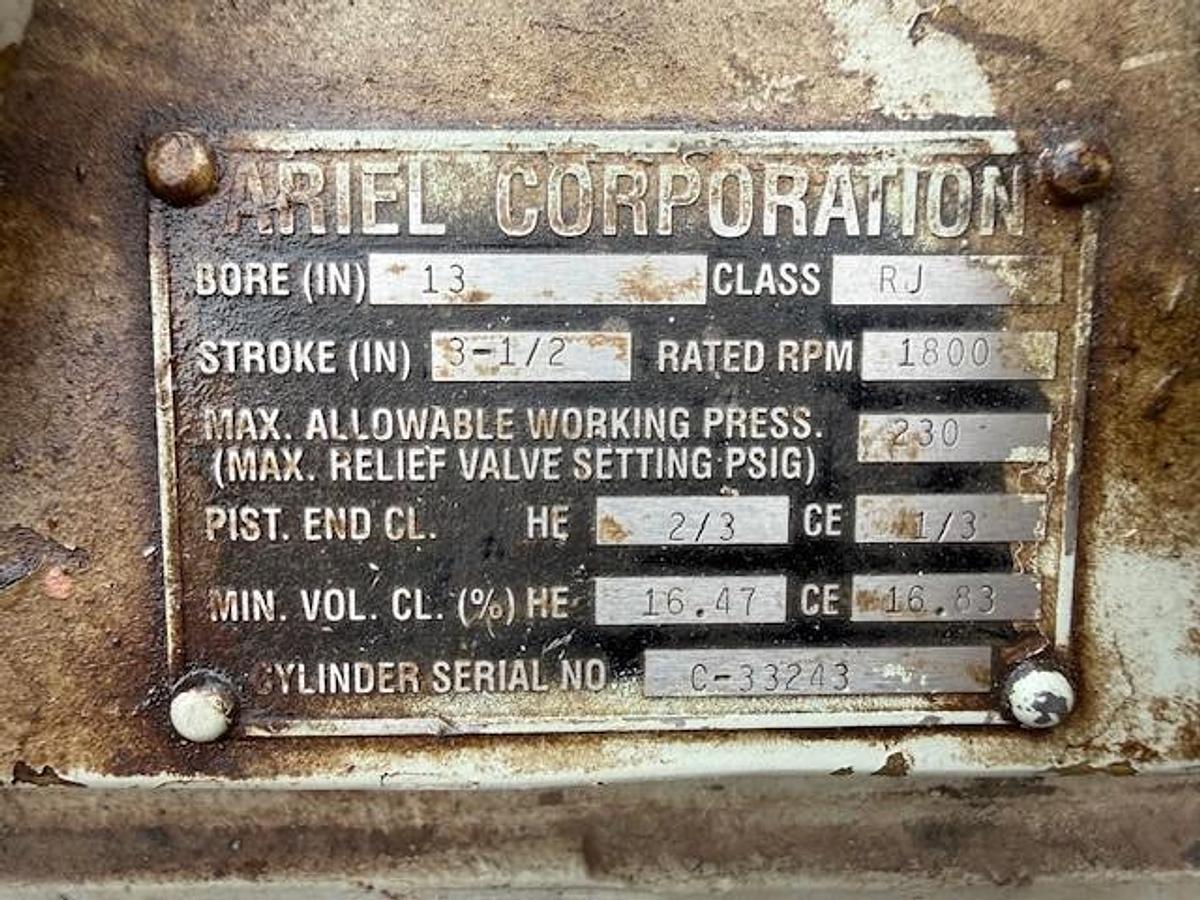 ARIEL CORPORATION
BORE (IN) 13 CLASS RJ
STROKE (IN) 3-1/2 RATED RPM 1800
MAX. ALLOWABLE WORKING PRESS.
(MAX. RELIEF VALVE SETTING PSIG) 230
PIST. END CL. HE 2/3 CE 1/3
MIN. VOL. CL. (%) HE 16.47 CE 16.83
CYLINDER SERIAL NO. C-33243